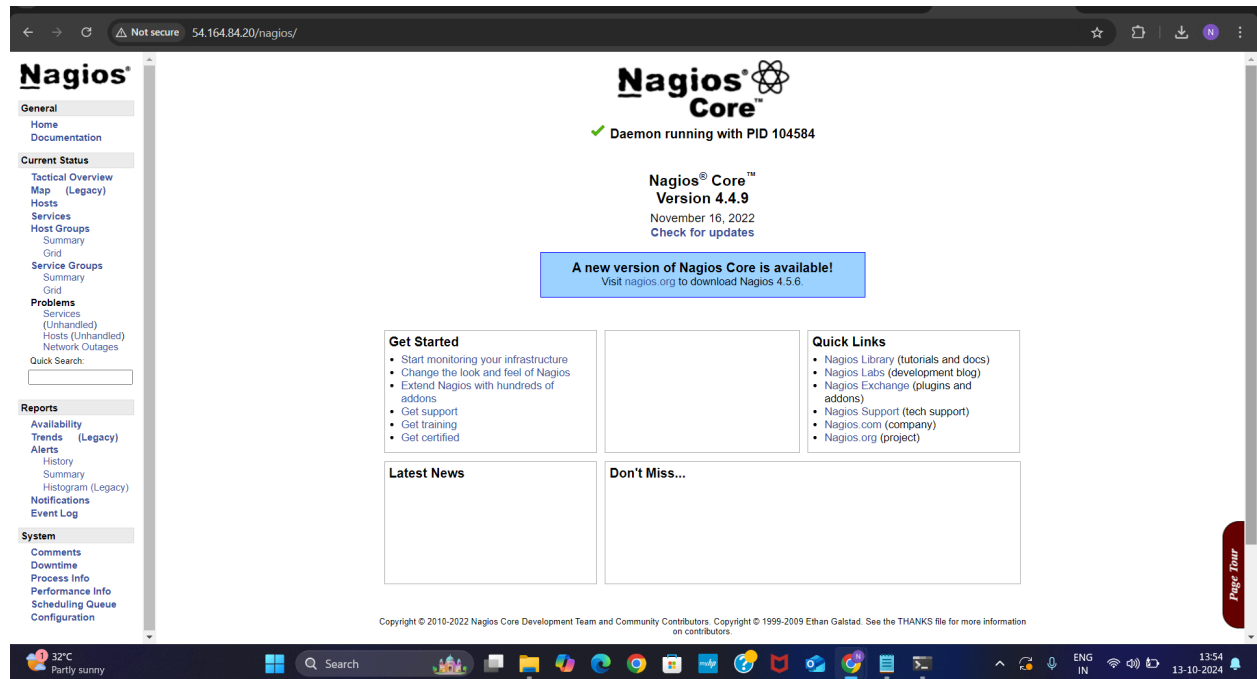 Not secure 54.164.84.20/nagios/
N
Nagios®
General
Home
Documentation
Current Status
Tactical Overview
Map (Legacy)
Hosts
Services
Host Groups
Summary
Grid
Service Groups
Summary
Grid
Problems
Services
(Unhandled)
Hosts (Unhandled)
Network Outages
Quick Search:
Reports
Availability
Trends (Legacy)
Alerts
History
Summary
Histogram (Legacy)
Notifications
Event Log
System
Comments
Downtime
Process Info
Performance Info
Scheduling Queue
Configuration
Nagios®
Core™
Daemon running with PID 104584
Nagios® Core™
Version 4.4.9
November 16, 2022
Check for updates
A new version of Nagios Core is available!
Visit nagios.org to download Nagios 4.5.6.
Get Started
• Start monitoring your infrastructure
• Change the look and feel of Nagios
• Extend Nagios with hundreds of
addons
• Get support
• Get training
• Get certified
Quick Links
• Nagios Library (tutorials and docs)
• Nagios Labs (development blog)
• Nagios Exchange (plugins and
addons)
• Nagios Support (tech support)
• Nagios.com (company)
• Nagios.org (project)
Latest News
Don't Miss...
Page Tour
Copyright © 2010-2022 Nagios Core Development Team and Community Contributors. Copyright © 1999-2009 Ethan Galstad. See the THANKS file for more information
on contributors.
1
32°C
Partly sunny
Search
myhp
N
ENG
IN
13:54
13-10-2024